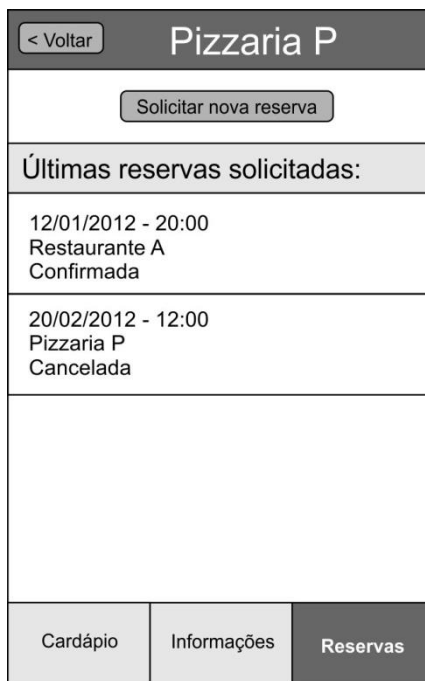 < Voltar
Pizzaria P
Solicitar nova reserva
Últimas reservas solicitadas:
12/01/2012 - 20:00
Restaurante A
Confirmada
20/02/2012 - 12:00
Pizzaria P
Cancelada
Cardápio
Informações
Reservas